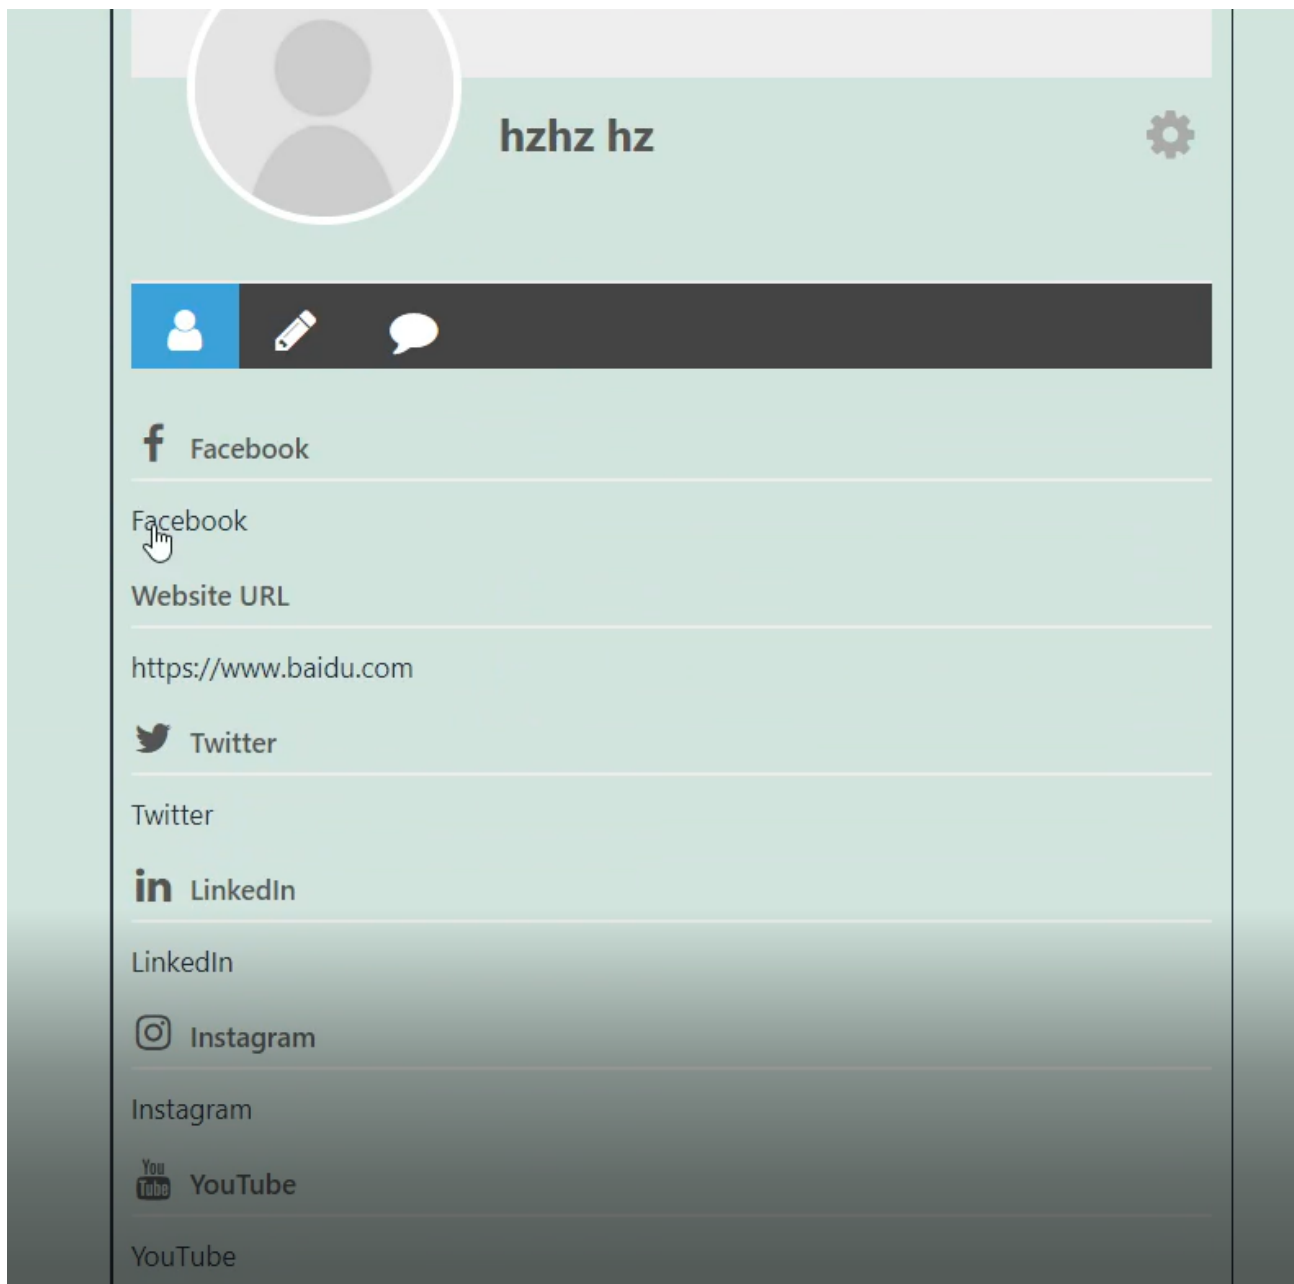 hzhz hz
Facebook
Facebook
Website URL
https://www.baidu.com
Twitter
Twitter
in LinkedIn
LinkedIn
Instagram
Instagram
You
Tube YouTube
YouTube